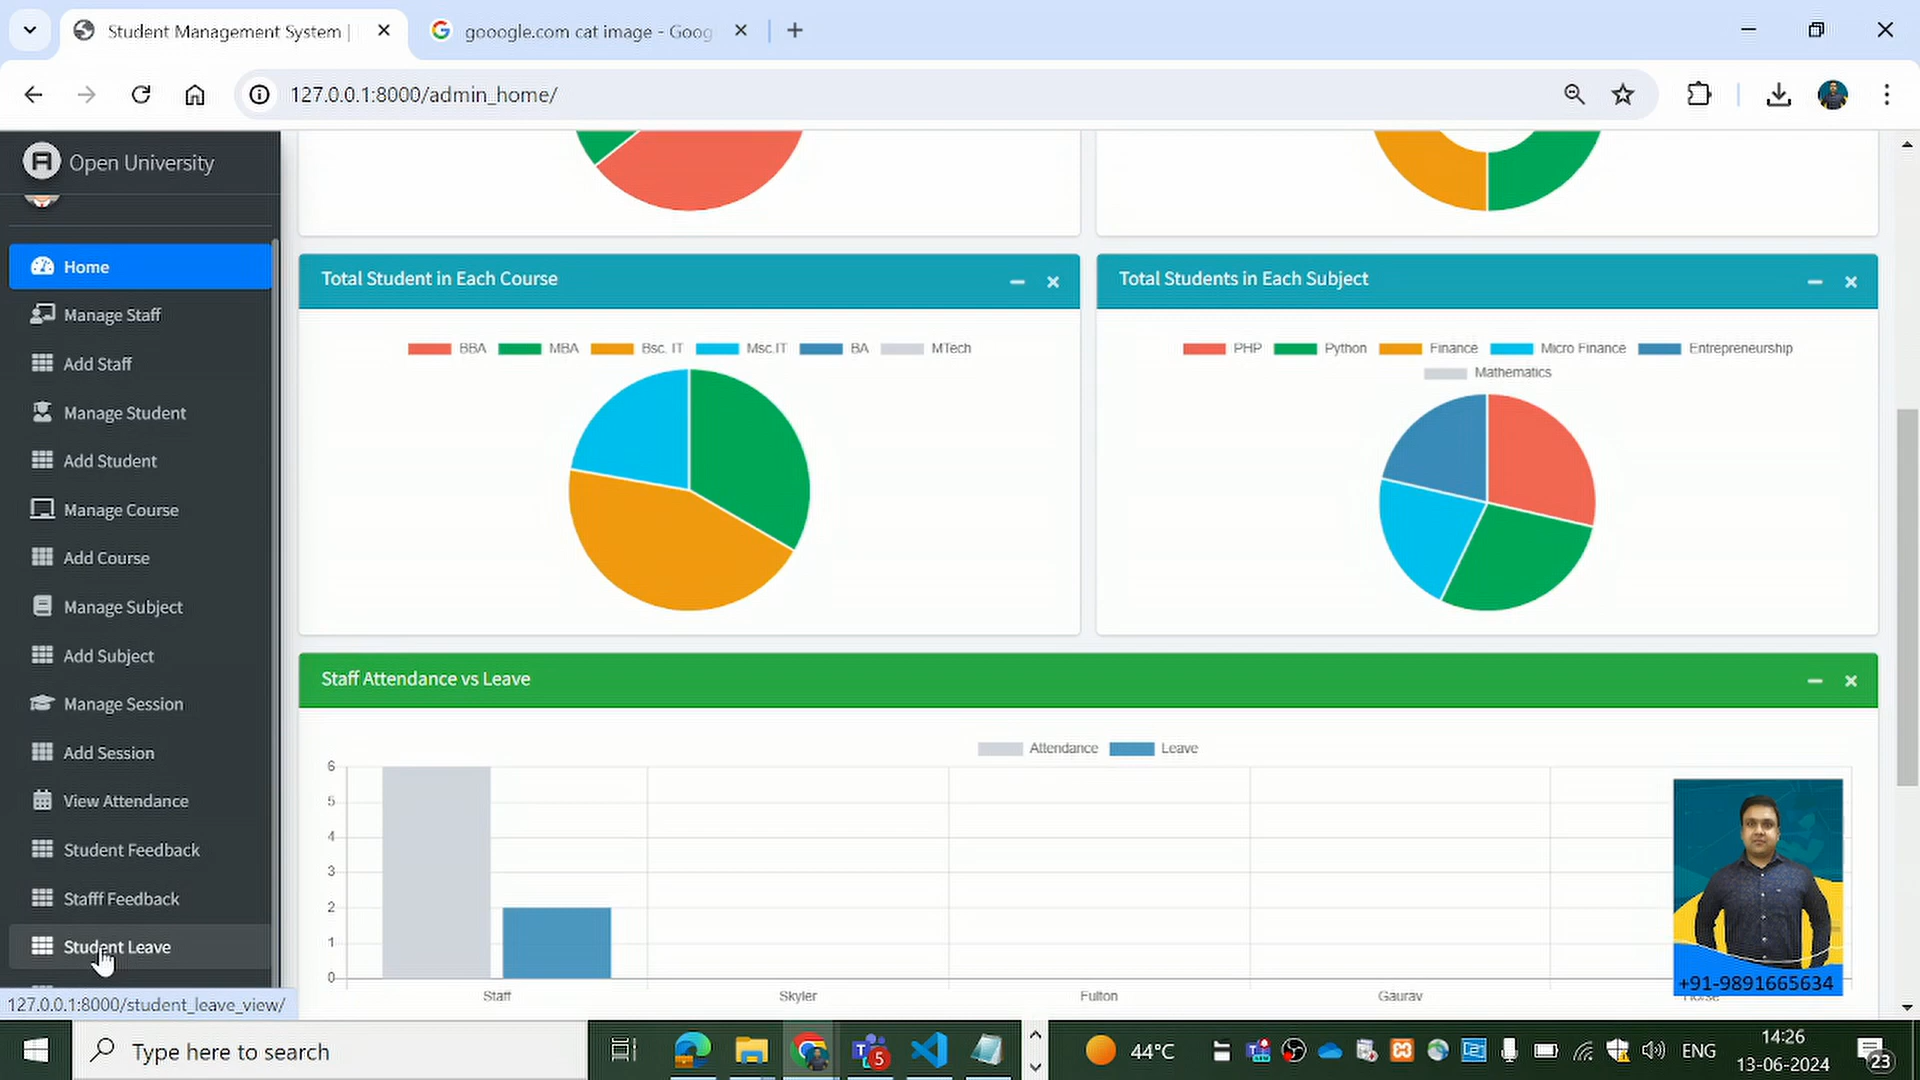 Student Management System |
gooogle.com cat image - Goog
127.0.0.1:8000/admin_home/
Open University
Home
Manage Staff
Add Staff
Manage Student
Add Student
Manage Course
Add Course
Manage Subject
Add Subject
Manage Session
Add Session
View Attendance
Student Feedback
Stafff Feedback
Student Leave
127.0.0.1:8000/student_leave_view/
Total Student in Each Course
BBA MBA Bsc. IT Msc.IT BA MTech
Total Students in Each Subject
PHP Python Finance Micro Finance Entrepreneurship
Mathematics
Staff Attendance vs Leave
Attendance Leave
6
5
4
3
2
1
0
Staff Skyler Fulton Gaurav
+91-9891665634
Type here to search
5
44°C
ENG
14:26
13-06-2024
23